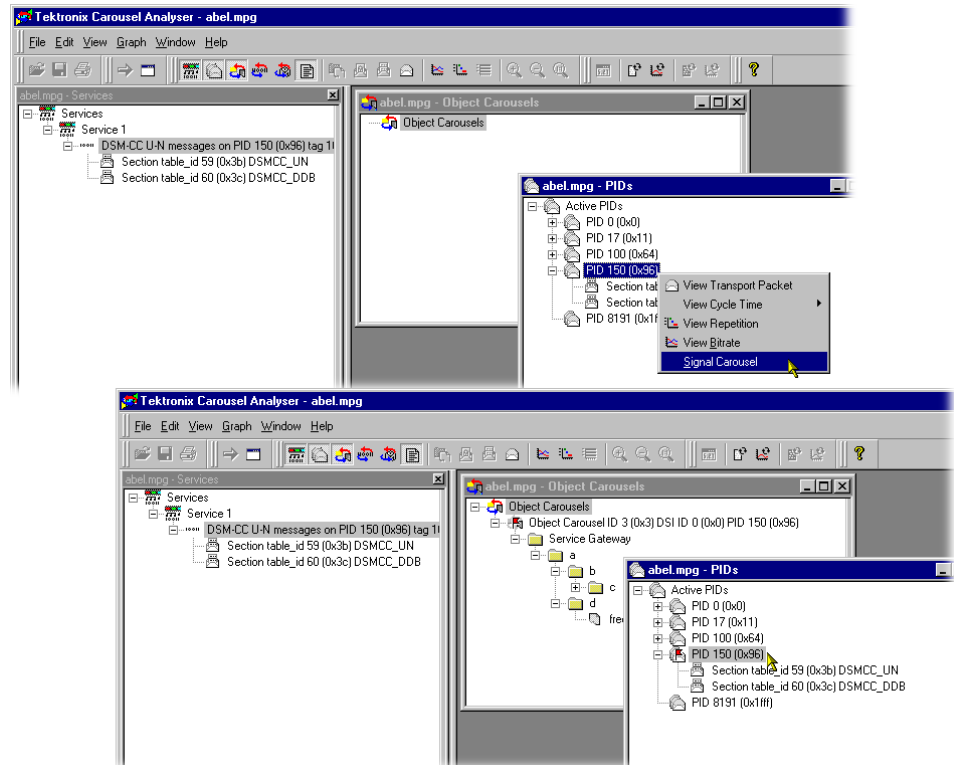 Tektronix Carousel Analyser - abel.mpg
File Edit View Graph Window Help
abel.mpg - Services
Services
Service 1
DSM-CC U-N messages on PID 150 (0x96) tag
Section table_id 59 (0x3b) DSMCC_UN
Section table_id 60 (0x3c) DSMCC_DDB
abel.mpg - Object Carousels
Object Carousels
abel.mpg - PIDs
Active PIDs
PID 0 (0x0)
PID 17 (0x11)
PID 100 (0x64)
PID 150 (0x96)
Section tab
Section tab
PID 8191 (0x1f
View Transport Packet
View Cycle Time
View Repetition
View Bitrate
Signal Carousel
Tektronix Carousel Analyser - abel.mpg
File Edit View Graph Window Help
abel.mpg - Services
Services
Service 1
DSM-CC U-N messages on PID 150 (0x96) tag
Section table_id 59 (0x3b) DSMCC_UN
Section table_id 60 (0x3c) DSMCC_DDB
abel.mpg - Object Carousels
Object Carousels
Object Carousel ID 3 (0x3) DSI ID 0 (0x0) PID 150 (0x96)
Service Gateway
a
b
c
d
fre
abel.mpg - PIDs
Active PIDs
PID 0 (0x0)
PID 17 (0x11)
PID 100 (0x64)
PID 150 (0x96)
Section table_id 59 (0x3b) DSMCC_UN
Section table_id 60 (0x3c) DSMCC_DDB
PID 8191 (0x1fff)